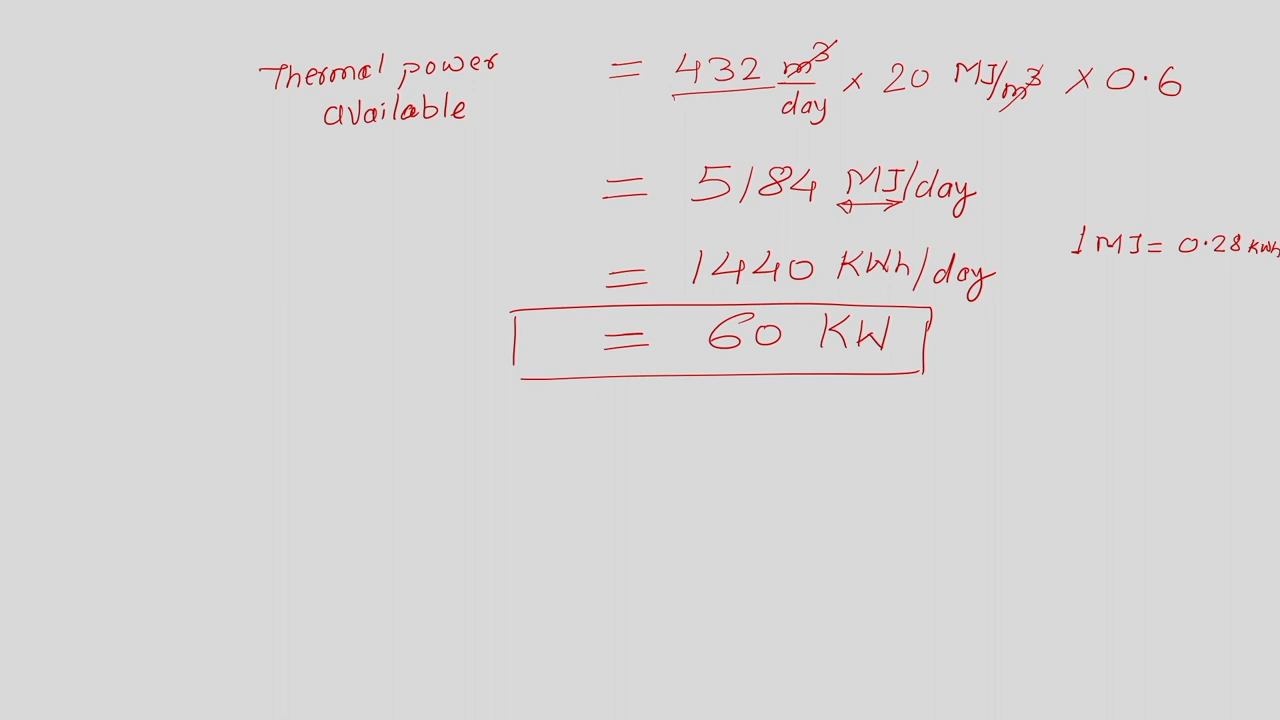 Thermal power = 432 m³/day × 20 MJ/m³ × 0.6
available
= 5184 MJ/day
1 MJ = 0.28 KWh
= 1440 KWh/day
= 60 KW